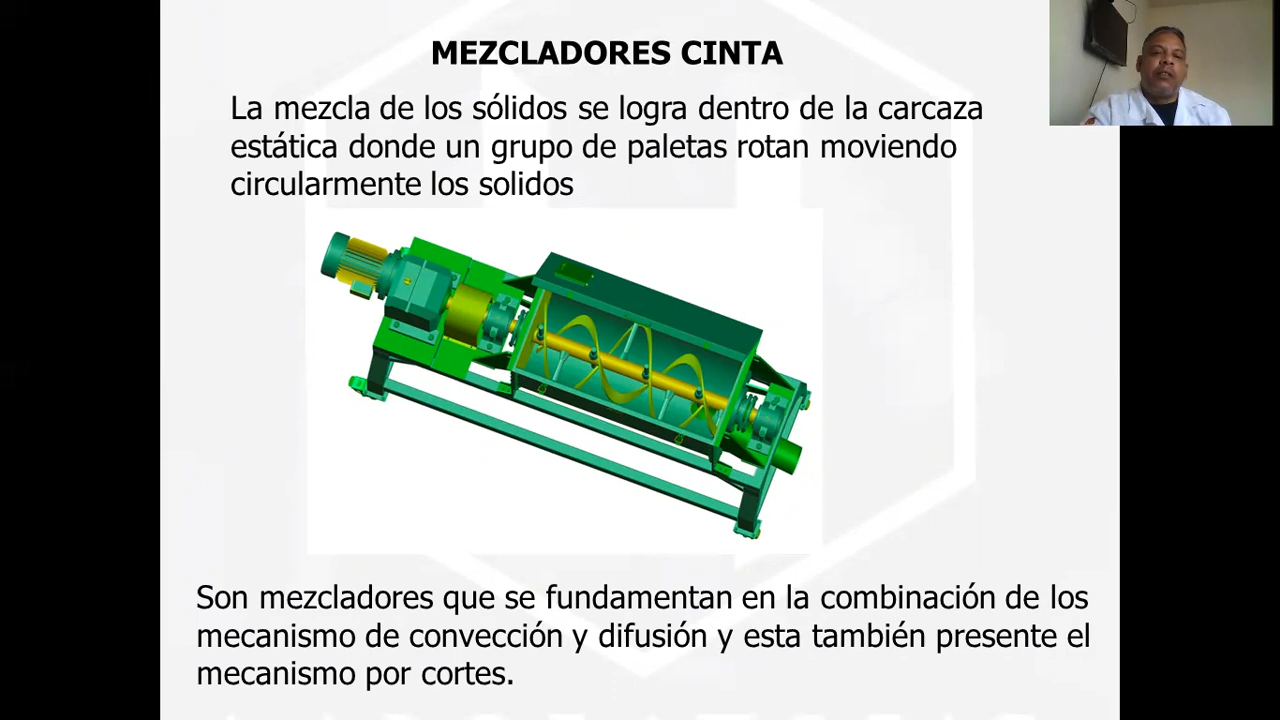 MEZCLADORES CINTA
La mezcla de los sólidos se logra dentro de la carcaza
estática donde un grupo de paletas rotan moviendo
circularmente los solidos
Son mezcladores que se fundamentan en la combinación de los
mecanismo de convección y difusión y esta también presente el
mecanismo por cortes.